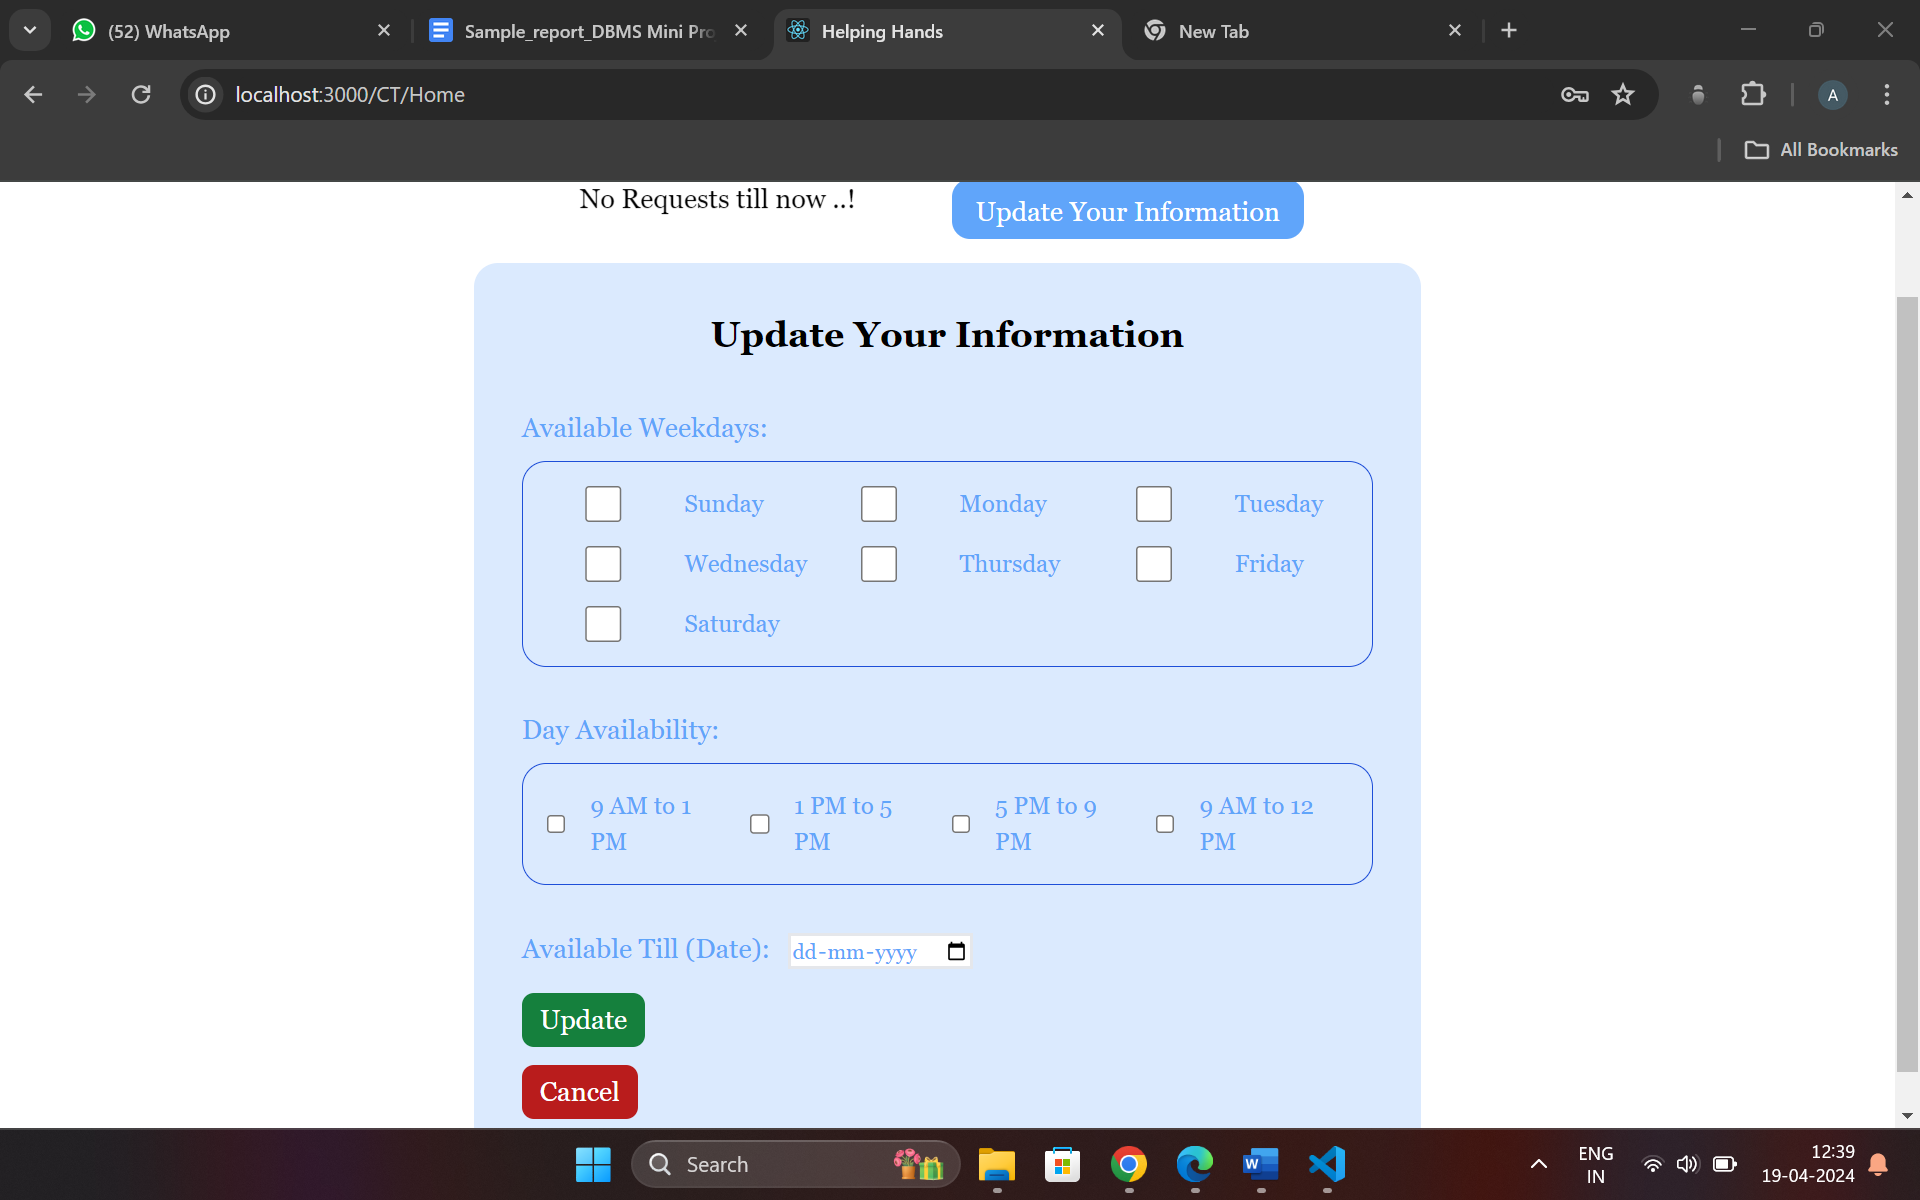 (52) WhatsApp
Sample_report_DBMS Mini Pro
Helping Hands
New Tab
localhost:3000/CT/Home
A
All Bookmarks
No Requests till now ..!
Update Your Information
Update Your Information
Available Weekdays:
Sunday Monday Tuesday
Wednesday Thursday Friday
Saturday
Day Availability:
9 AM to 1 PM
1 PM to 5 PM
5 PM to 9 PM
9 AM to 12 PM
Available Till (Date): dd-mm-yyyy
Update
Cancel
Search
W
ENG
IN
12:39
19-04-2024